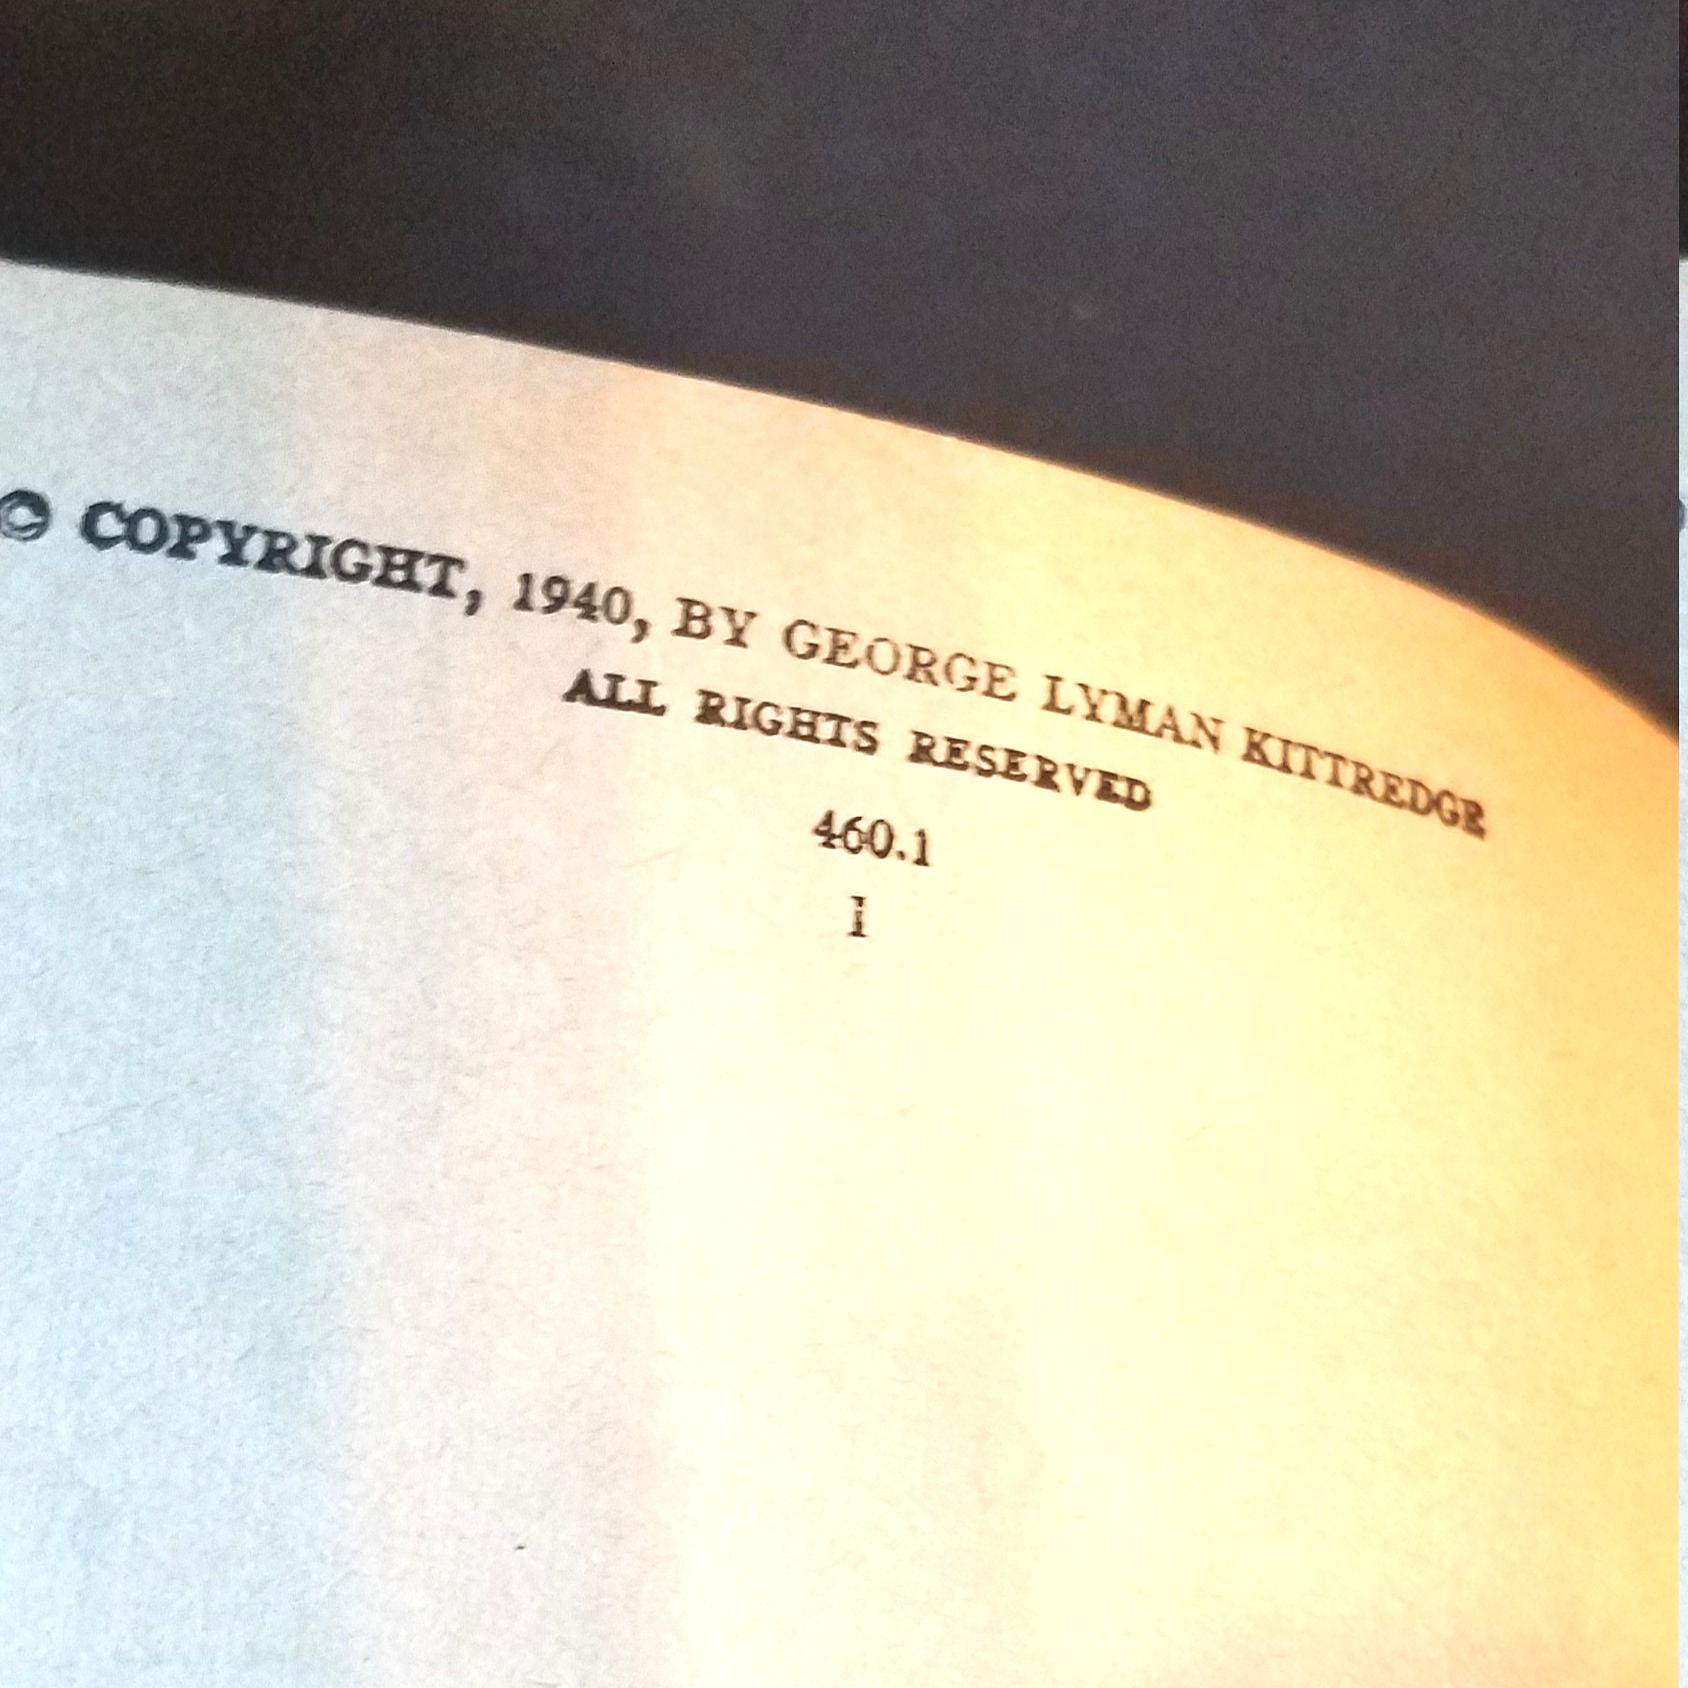 © COPYRIGHT, 1940, BY GEORGE LYMAN KITTREDGE
ALL RIGHTS RESERVED
460.1
I